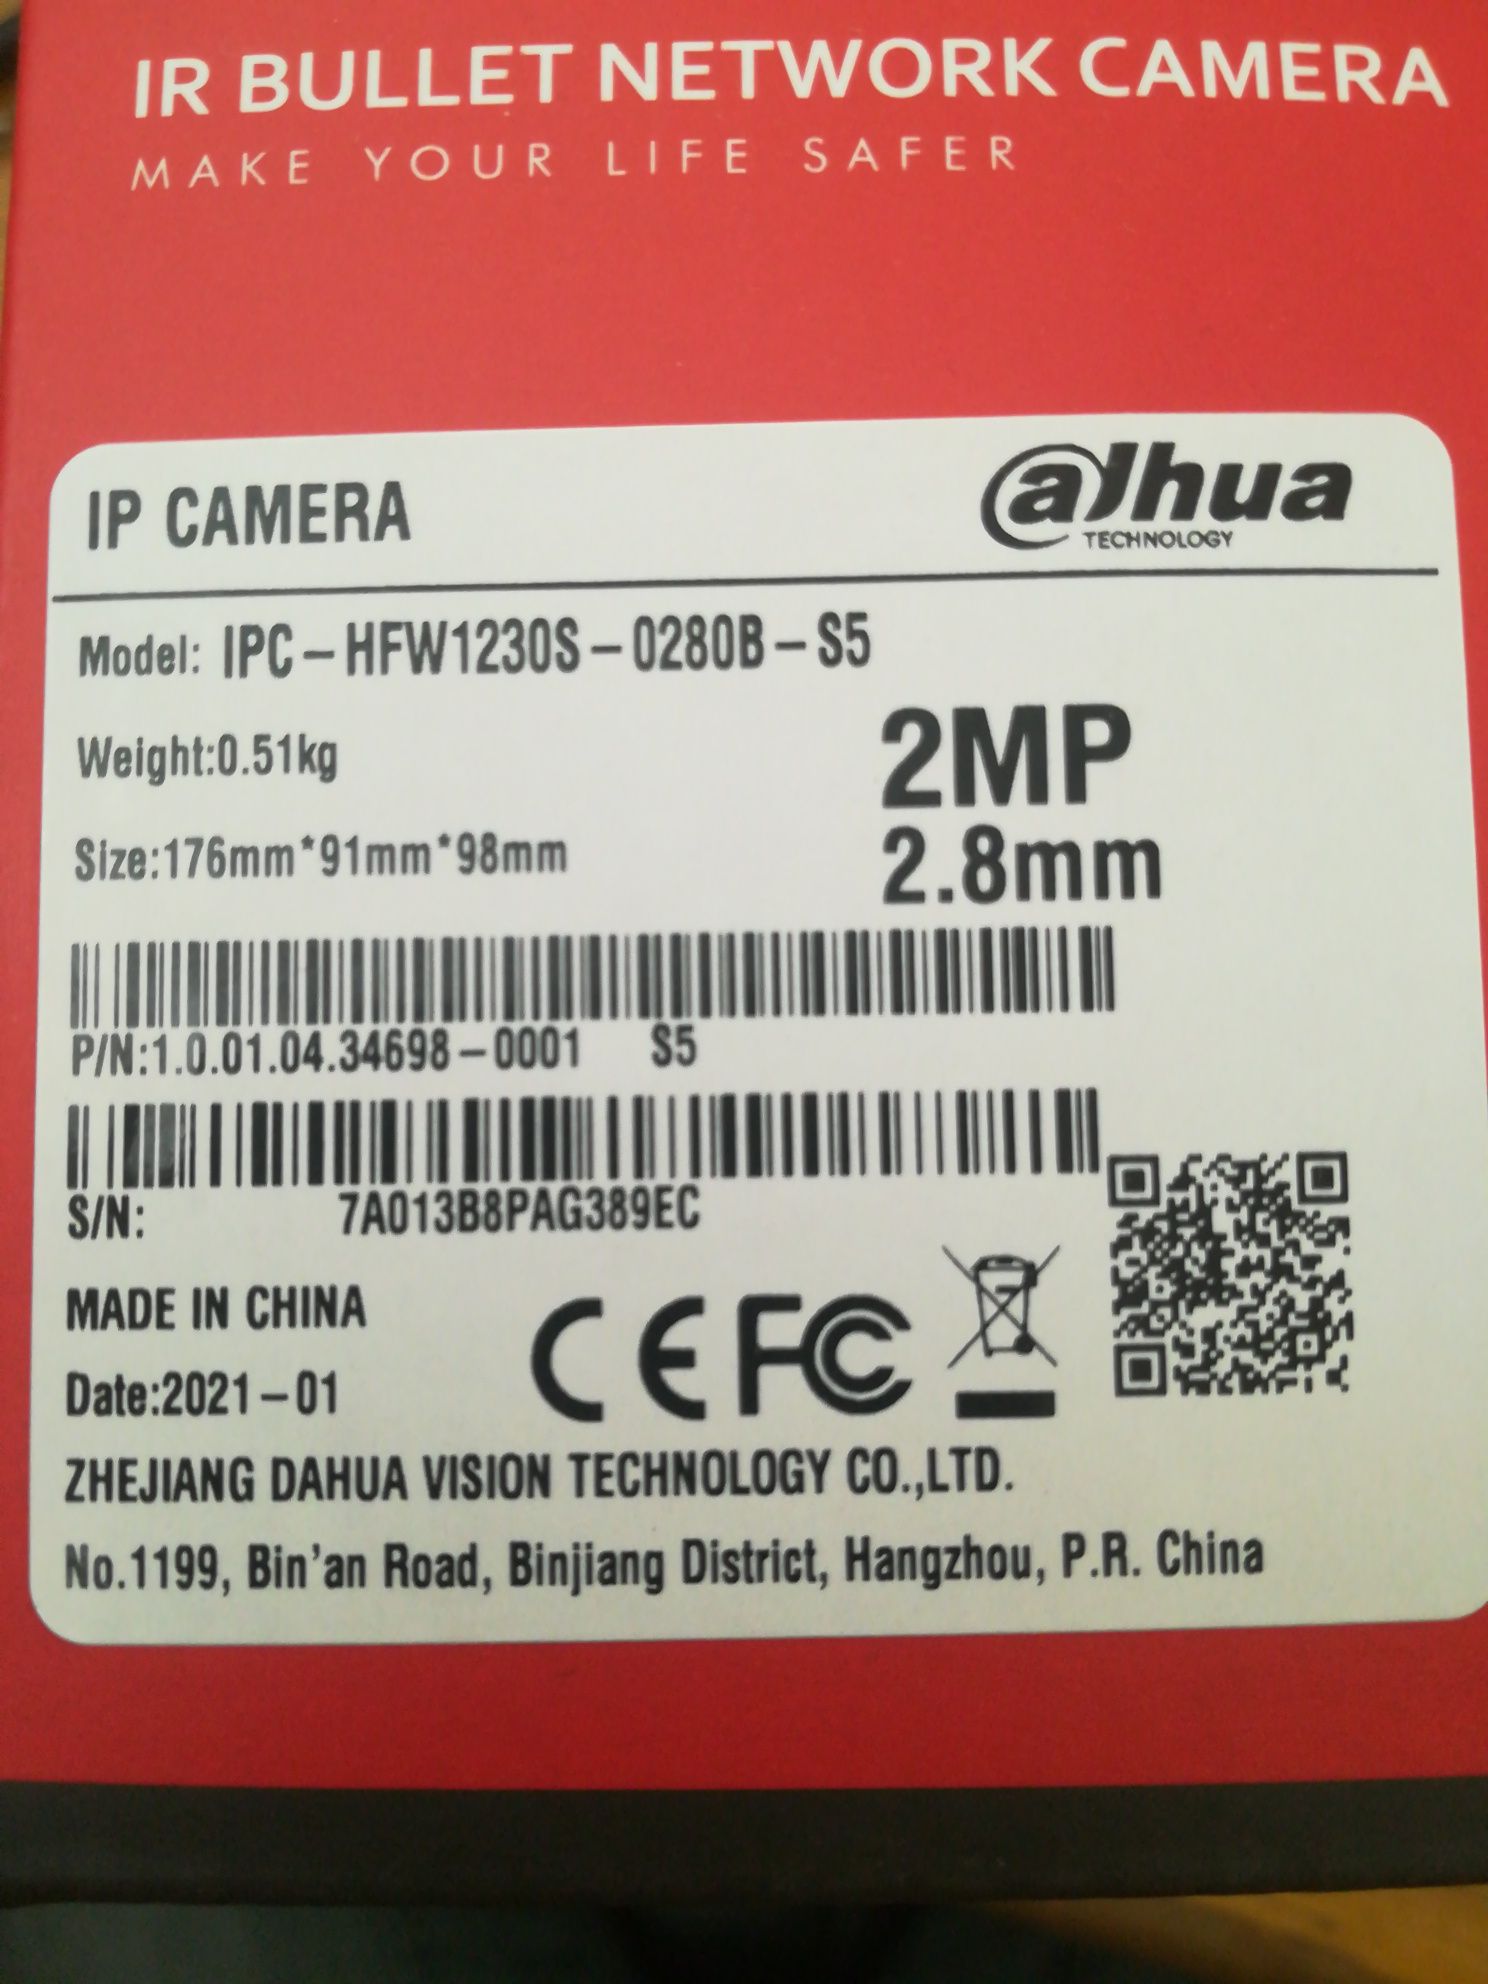 IR BULLET NETWORK CAMERA
MAKE YOUR LIFE SAFER
IP CAMERA
alhua
TECHNOLOGY
Model: IPC-HFW1230S-0280B-S5
Weight:0.51kg
2MP
Size:176mm*91mm*98mm
2.8mm
P/N:1.0.01.04.34698-0001 S5
S/N: 7A013B8PAG389EC
MADE IN CHINA
CE FC
Date:2021-01
ZHEJIANG DAHUA VISION TECHNOLOGY CO.,LTD.
No.1199, Bin'an Road, Binjiang District, Hangzhou, P.R. China